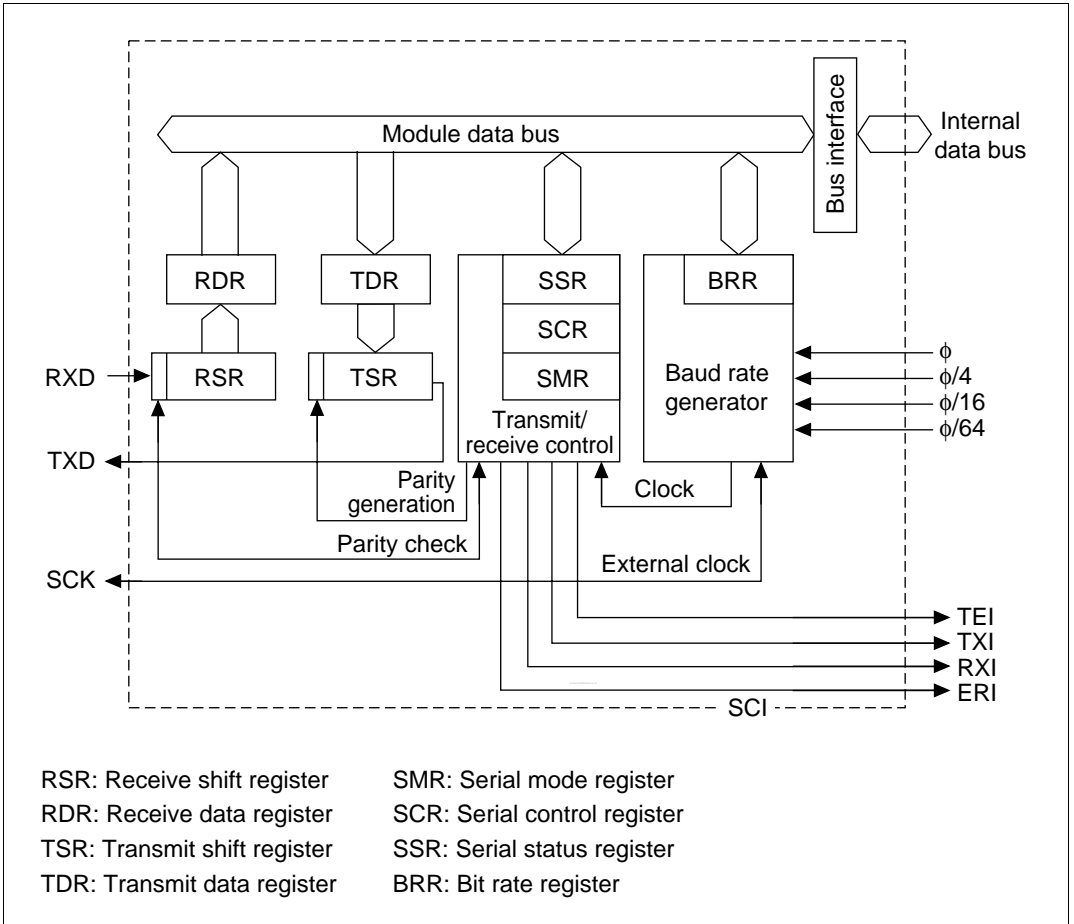 Module data bus
Bus interface
Internal
data bus
RDR
TDR
SSR
BRR
SCR
RXD
RSR
TSR
SMR
Baud rate
generator
ϕ
ϕ/4
ϕ/16
ϕ/64
Transmit/
receive control
TXD
Parity
generation
Clock
Parity check
External clock
SCK
TEI
TXI
RXI
ERI
SCI
RSR: Receive shift register
RDR: Receive data register
TSR: Transmit shift register
TDR: Transmit data register
SMR: Serial mode register
SCR: Serial control register
SSR: Serial status register
BRR: Bit rate register